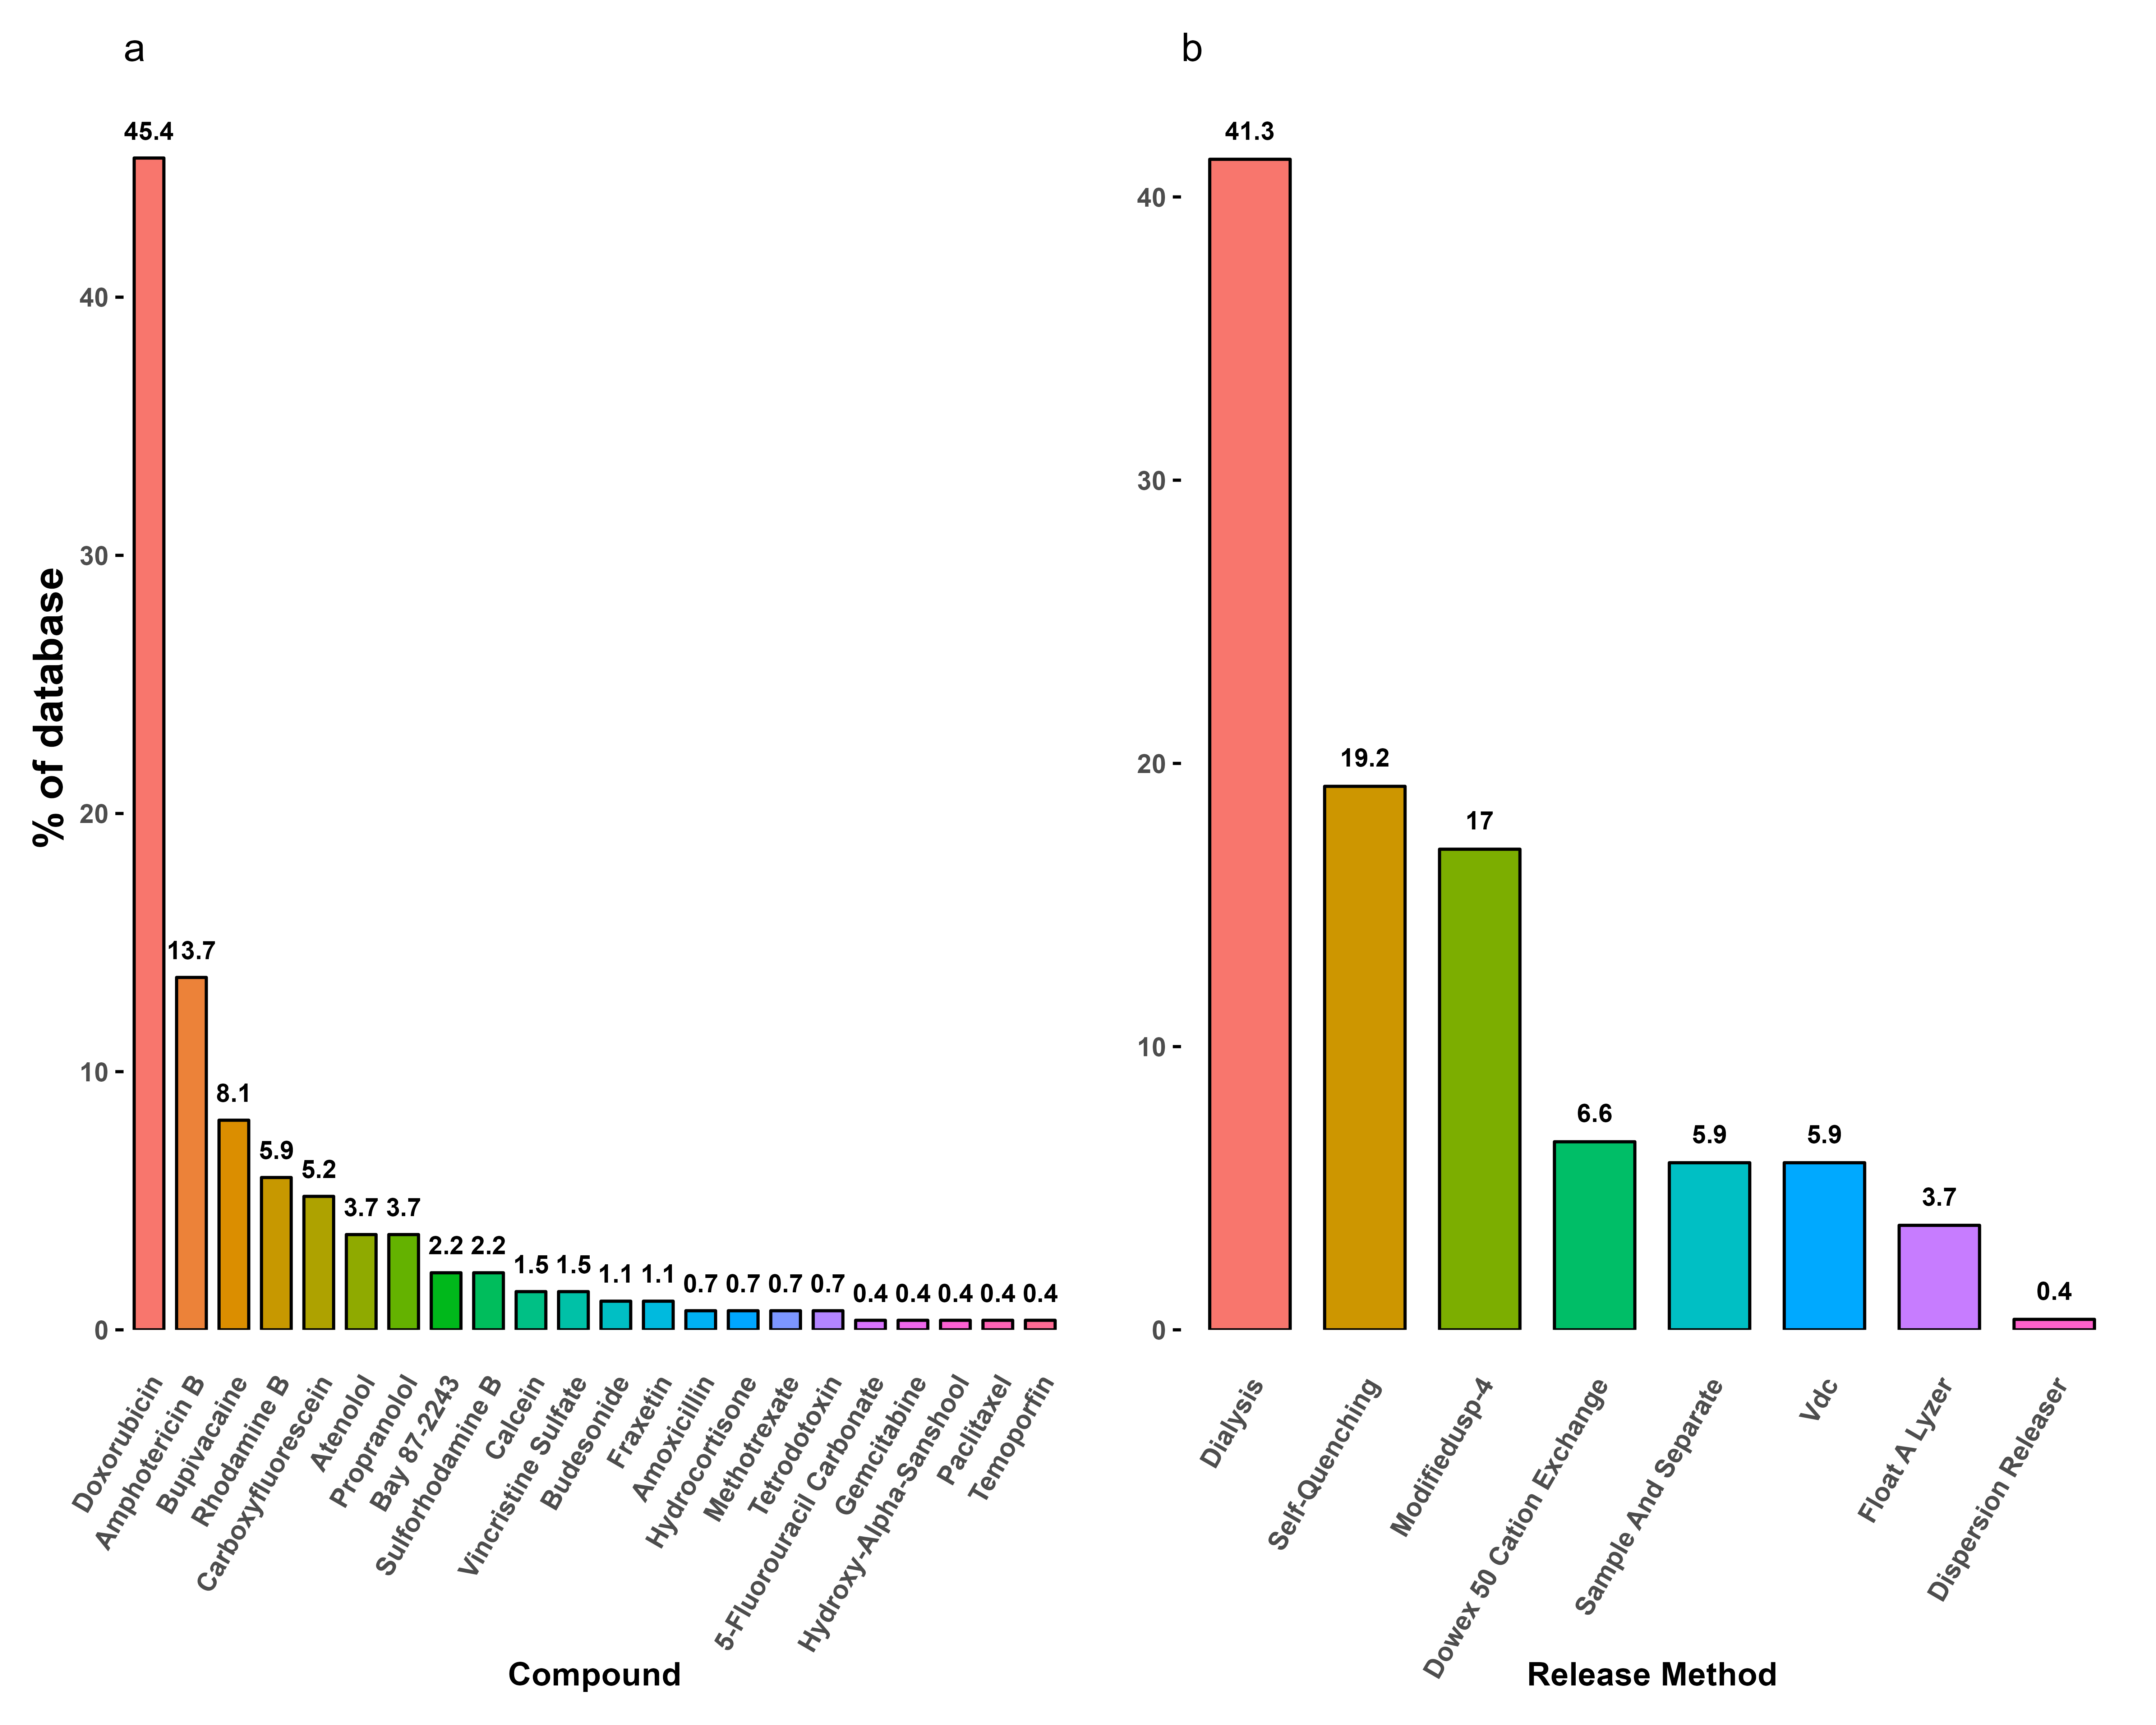 a
% of database
40
30
20
10
0
45.4
13.7
8.1
5.9
5.2
3.7
3.7
2.2
2.2
1.5
1.5
1.1
1.1
0.7
0.7
0.7
0.7
0.4
0.4
0.4
0.4
0.4
Doxorubicin
Amphotericin B
Bupivacaine
Rhodamine B
Carboxyfluorescein
Atenolol
Propranolol
Bay 87-2243
Sulforhodamine B
Calcein
Vincristine Sulfate
Budesonide
Fraxetin
Amoxicillin
Hydrocortisone
Methotrexate
Tetrodotoxin
5-Fluorouracil Carbonate
Gemcitabine
Hydroxy-Alpha-Sanshool
Paclitaxel
Temoporfin
Compound
b
40
30
20
10
0
41.3
19.2
17
6.6
5.9
5.9
3.7
0.4
Dialysis
Self-Quenching
Modifiedusp-4
Dowex 50 Cation Exchange
Sample And Separate
Vdc
Float A Lyzer
Dispersion Releaser
Release Method